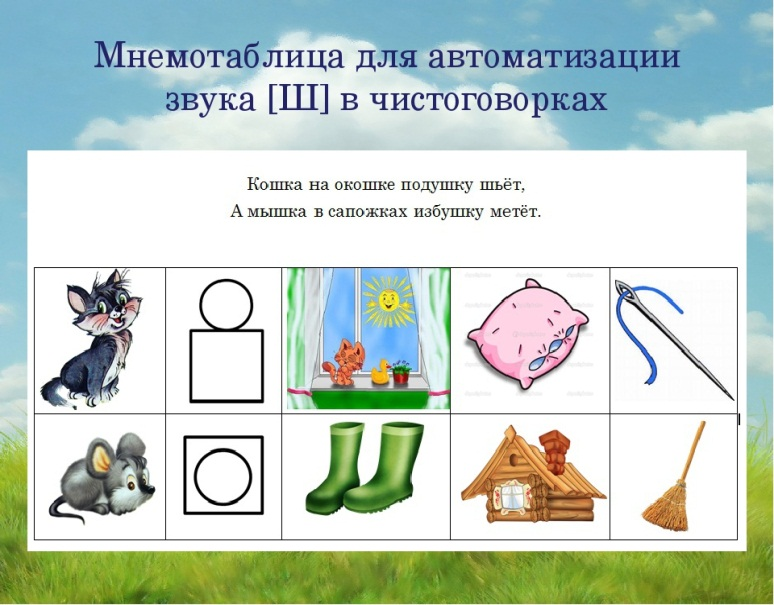 Мнемотаблица для автоматизации
звука [Ш] в чистоговорках
Кошка на окошке подушку шьёт,
А мышка в сапожках избушку метёт.